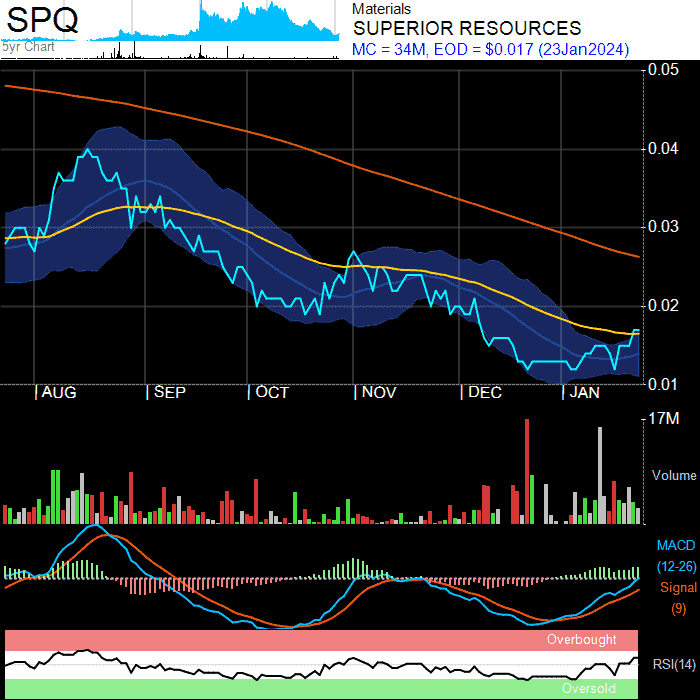 SPQ
5yr Chart
Materials
SUPERIOR RESOURCES
MC = 34M, EOD = $0.017 (23Jan2024)
0.05
0.04
0.03
0.02
0.01
| AUG | SEP | OCT | NOV | DEC | JAN
17M
Volume
MACD
(12-26)
Signal
(9)
Overbought
RSI(14)
Oversold